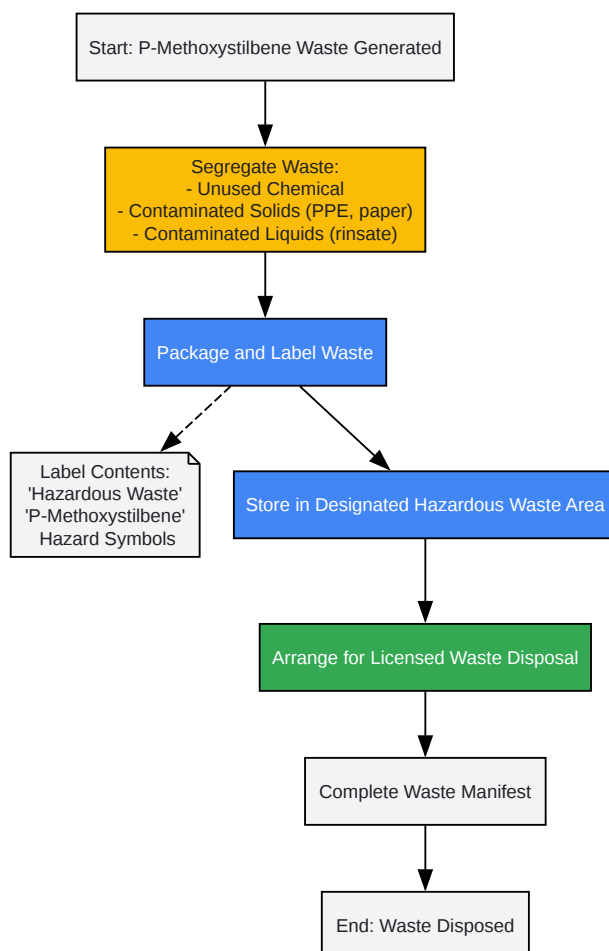 Start: P-Methoxystilbene Waste Generated
Segregate Waste:
- Unused Chemical
- Contaminated Solids (PPE, paper)
- Contaminated Liquids (rinsate)
Package and Label Waste
Label Contents:
'Hazardous Waste'
'P-Methoxystilbene'
Hazard Symbols
Store in Designated Hazardous Waste Area
Arrange for Licensed Waste Disposal
Complete Waste Manifest
End: Waste Disposed